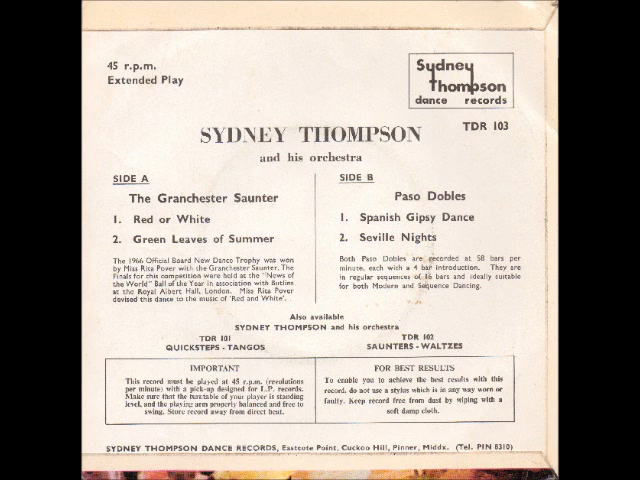 45 r.p.m.
Extended Play
Sydney
Thompson
dance records
TDR 103
SYDNEY THOMPSON
and his orchestra
SIDE A
The Granchester Saunter
1. Red or White
2. Green Leaves of Summer
The 1966 Official Board New Dance Trophy was won
by Miss Rita Pover with the Granchester Saunter. The
Finals for this competition were held at the "News of
the World" Ball of the Year in association with Butlins
at the Royal Albert Hall, London. Miss Rita Pover
devised this dance to the music of 'Red and White'.
SIDE B
Paso Dobles
1. Spanish Gipsy Dance
2. Seville Nights
Both Paso Dobles are recorded at 58 bars per
minute, each with a 4 bar introduction. They are
in regular sequences of 16 bars and ideally suitable
for both Modern and Sequence Dancing.
Also available
SYDNEY THOMPSON and his orchestra
TDR 101
QUICKSTEPS - TANGOS
TDR 102
SAUNTERS - WALTZES
IMPORTANT
This record must be played at 45 r.p.m. (revolutions
per minute) with a pick-up designed for L.P. records.
Make sure that the turntable of your player is standing
level, and the playing arm properly balanced and free to
swing. Store record away from direct heat.
FOR BEST RESULTS
To enable you to achieve the best results with this
record, do not use a stylus which is in any way worn or
faulty. Keep record free from dust by wiping with a
soft damp cloth.
SYDNEY THOMPSON DANCE RECORDS, Eastcote Point, Cuckoo Hill, Pinner, Middx. (Tel. PIN 8310)